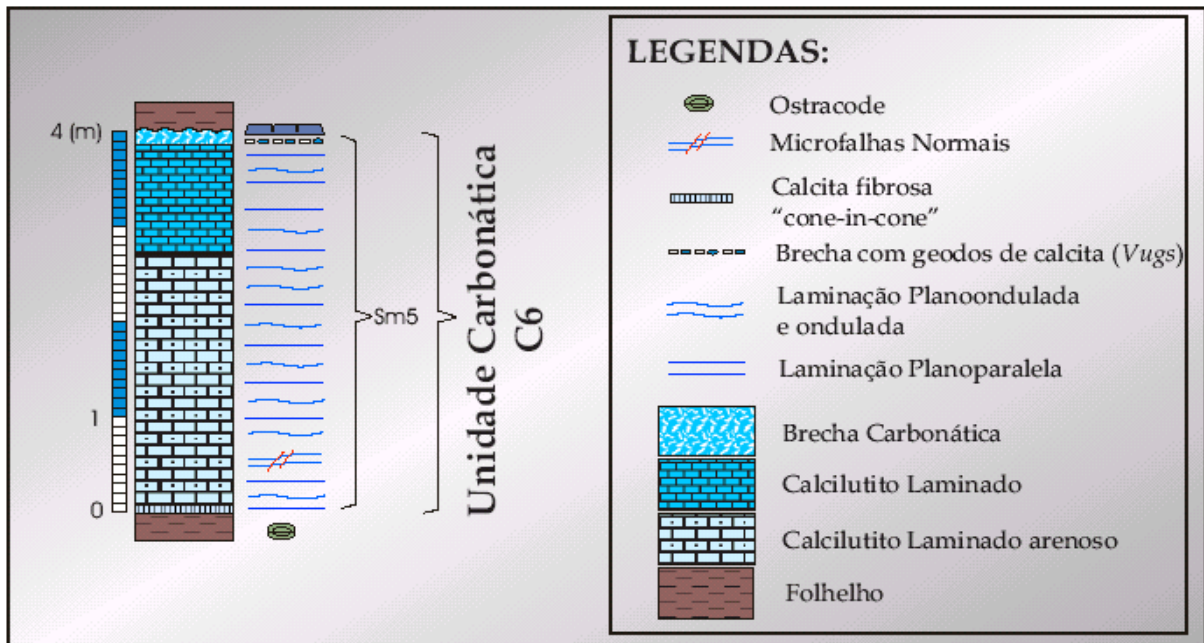 4 (m)
1
0
Sm5
Unidade Carbonática
C6
LEGENDAS:
Ostracode
Microfalhas Normais
Calcita fibrosa
“cone-in-cone”
Brecha com geodos de calcita (Vugs)
Laminação Planoondulada
e ondulada
Laminação Planoparalela
Brecha Carbonática
Calcilutito Laminado
Calcilutito Laminado arenoso
Folhelho